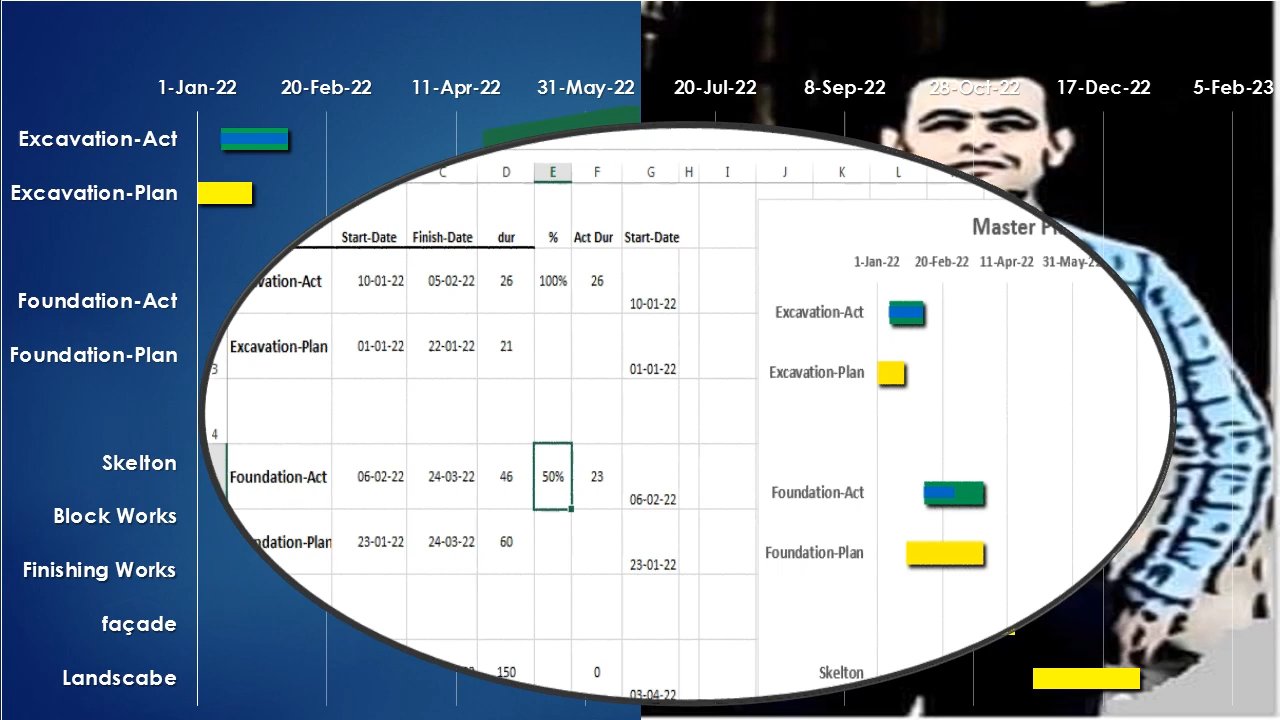 1-Jan-22 20-Feb-22 11-Apr-22 31-May-22 20-Jul-22 8-Sep-22 28-Oct-22 17-Dec-22 5-Feb-23
Excavation-Act
Excavation-Plan
Foundation-Act
Foundation-Plan
Skelton
Block Works
Finishing Works
façade
Landscabe
C D E F G H I J K L
Start-Date Finish-Date dur % Act Dur Start-Date
vation-Act 10-01-22 05-02-22 26 100% 26 10-01-22
3 Excavation-Plan 01-01-22 22-01-22 21 01-01-22
4
Foundation-Act 06-02-22 24-03-22 46 50% 23 06-02-22
ndation-Plan 23-01-22 24-03-22 60 23-01-22
150 0 03-04-22
Master
1-Jan-22 20-Feb-22 11-Apr-22 31-May-2
Excavation-Act
Excavation-Plan
Foundation-Act
Foundation-Plan
Skelton